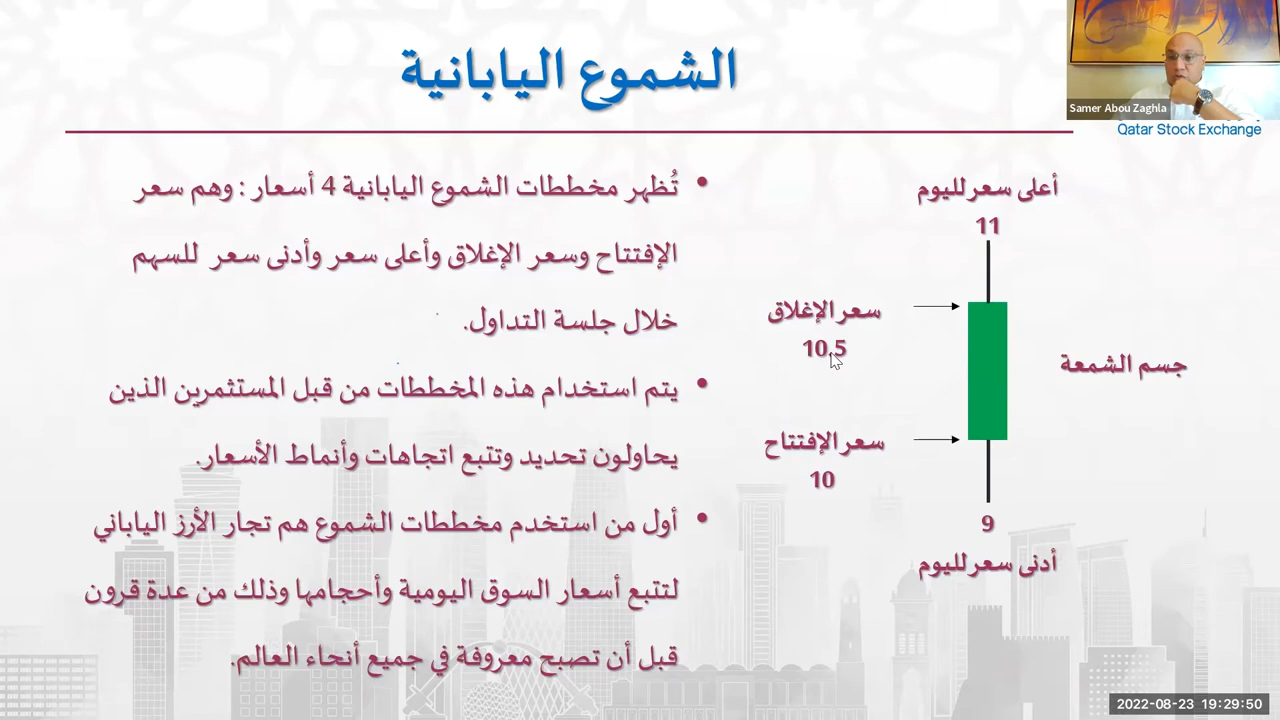 الشموع اليابانية
Samer Abou Zaghla
Qatar Stock Exchange
• تُظهر مخططات الشموع اليابانية 4 أسعار : وهم سعر
الإفتتاح وسعر الإغلاق وأعلى سعر وأدنى سعر للسهم
خلال جلسة التداول.
• يتم استخدام هذه المخططات من قبل المستثمرين الذين
يحاولون تحديد وتتبع اتجاهات وأنماط الأسعار.
• أول من استخدم مخططات الشموع هم تجار الأرز الياباني
لتتبع أسعار السوق اليومية وأحجامها وذلك من عدة قرون
قبل أن تصبح معروفة في جميع أنحاء العالم.
أعلى سعر لليوم
11
سعر الإغلاق
10.5
جسم الشمعة
سعر الإفتتاح
10
9
أدنى سعر لليوم
2022-08-23 19:29:50